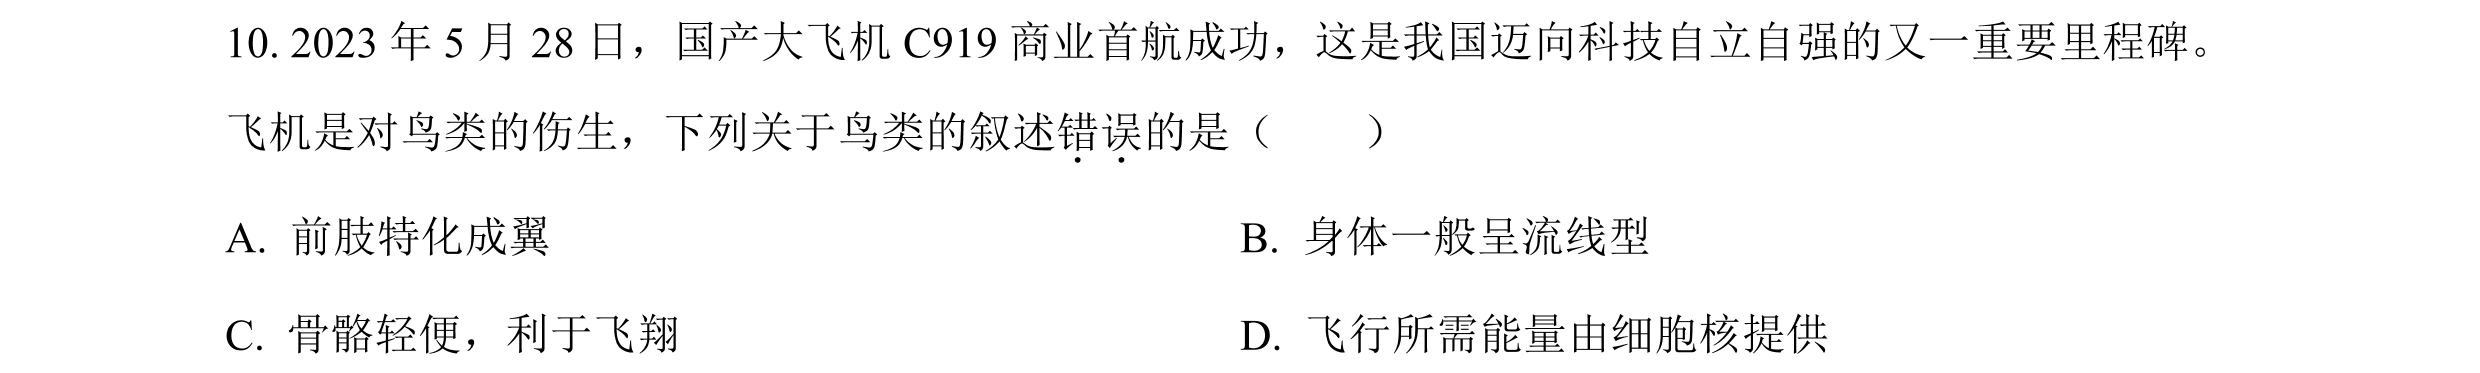 10. 2023 年 5 月 28 日，国产大飞机 C919 商业首航成功，这是我国迈向科技自立自强的又一重要里程碑。
飞机是对鸟类的伤生，下列关于鸟类的叙述错误的是（　　）
A. 前肢特化成翼
B. 身体一般呈流线型
C. 骨骼轻便，利于飞翔
D. 飞行所需能量由细胞核提供